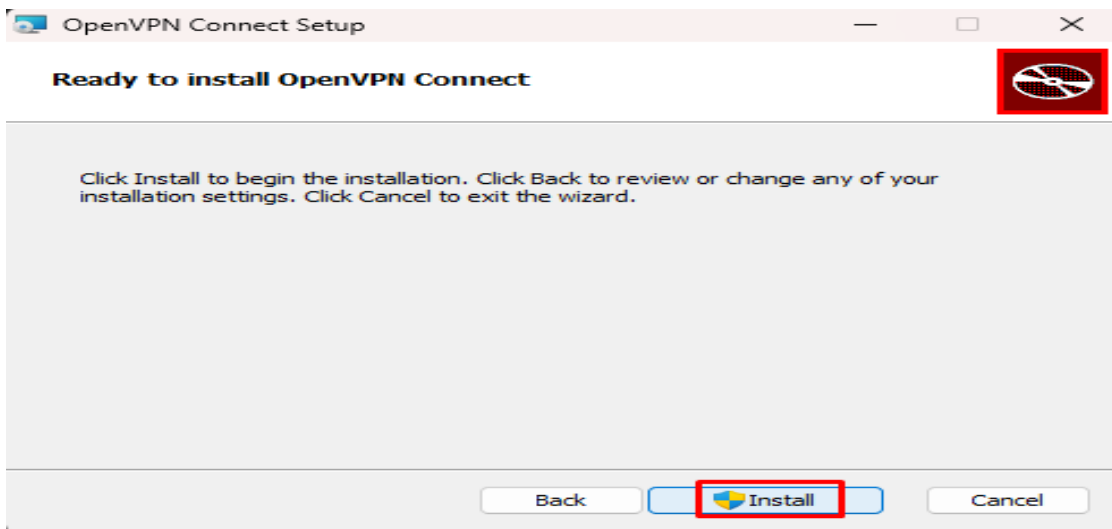 OpenVPN Connect Setup
Ready to install OpenVPN Connect
Click Install to begin the installation. Click Back to review or change any of your
installation settings. Click Cancel to exit the wizard.
Back
Install
Cancel